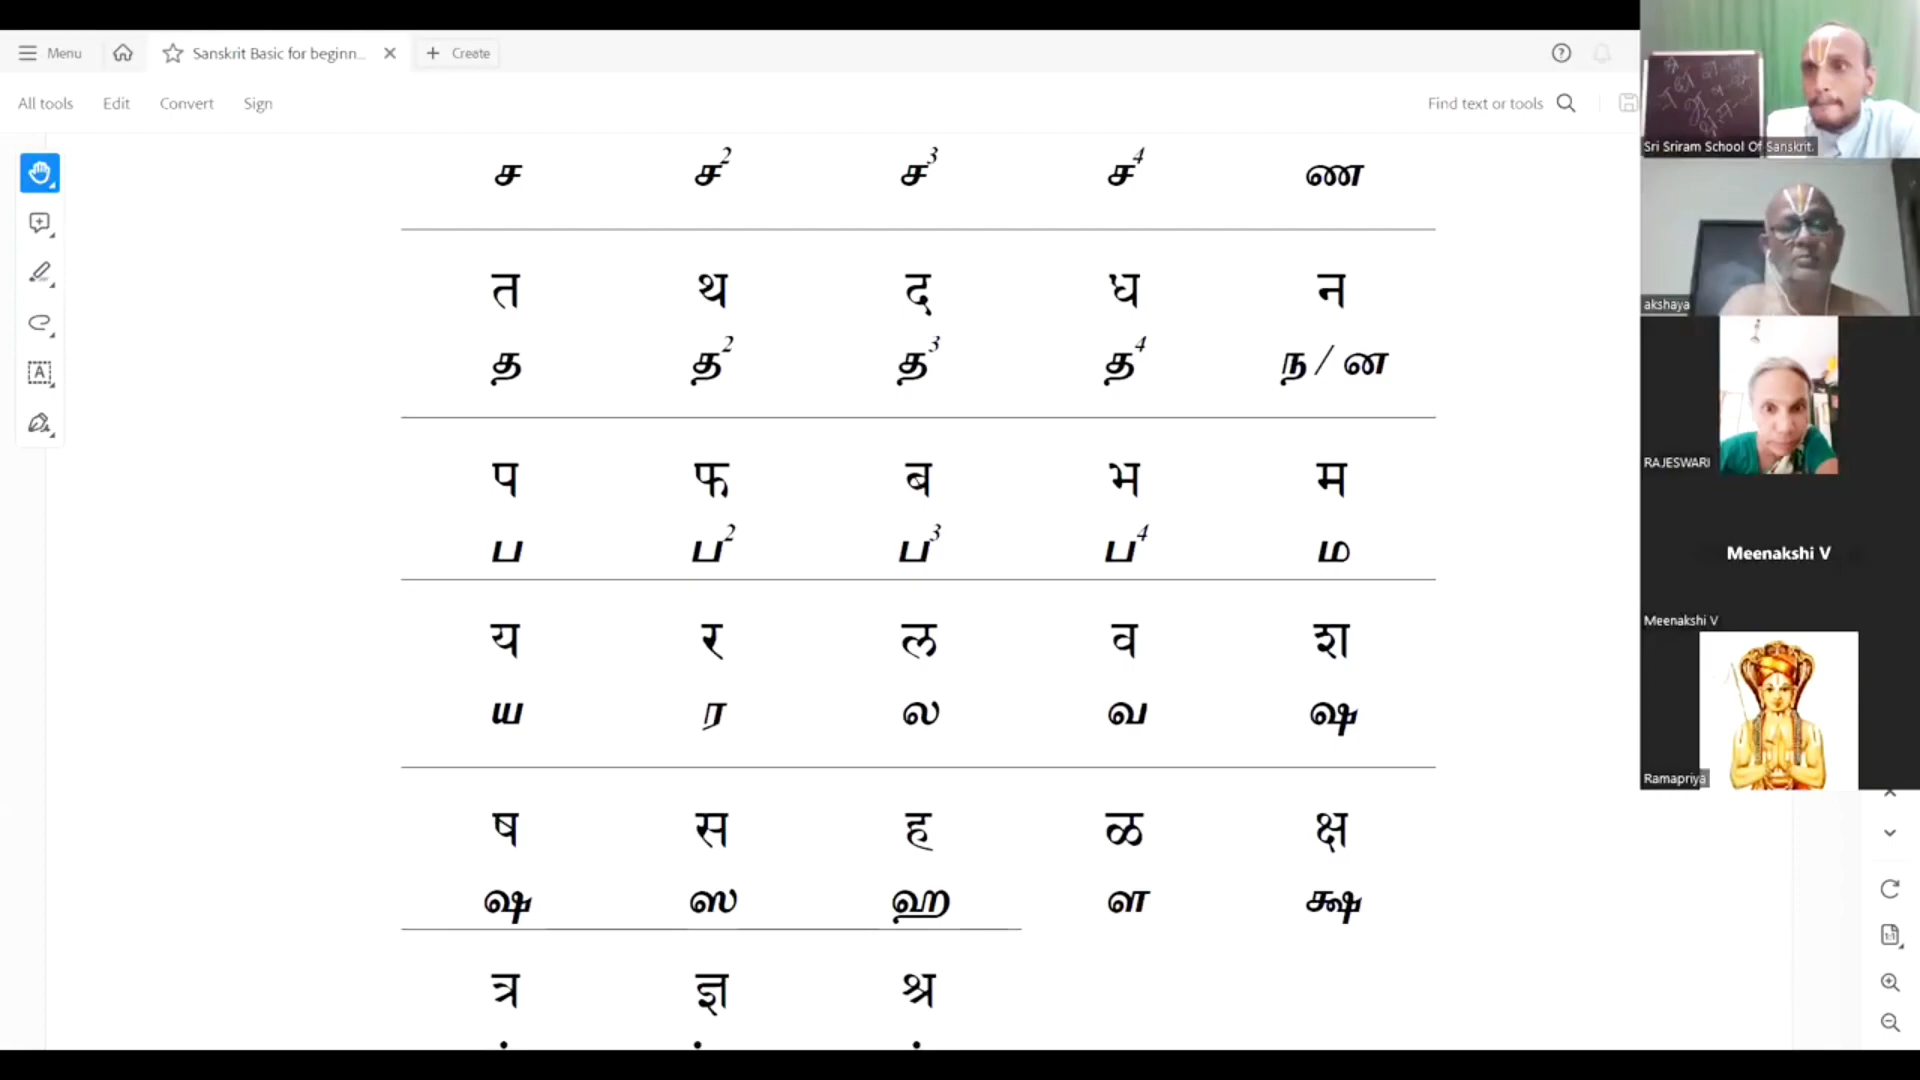 Menu
Sanskrit Basic for beginn...
Create
All tools Edit Convert Sign
Find text or tools
ச ச2 ச3 ச4 ண
त थ द ध न
த த2 த3 த4 ந / ன
प फ ब भ म
ப ப2 ப3 ப4 ம
य र ल व श
ய ர ல வ ஷ
ष स ह ळ क्ष
ஷ ஸ ஹ ள க்ஷ
त्र ज्ञ श्र
Sri Sriram School Of Sanskrit.
akshaya
RAJESWARI
Meenakshi V
Meenakshi V
Ramapriya